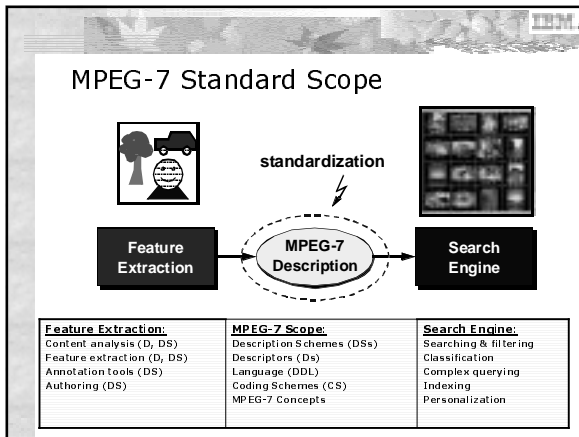 IBM
MPEG-7 Standard Scope
standardization
Feature
Extraction
MPEG-7
Description
Search
Engine
Feature Extraction:
Content analysis (D, DS)
Feature extraction (D, DS)
Annotation tools (DS)
Authoring (DS)
MPEG-7 Scope:
Description Schemes (DSs)
Descriptors (Ds)
Language (DDL)
Coding Schemes (CS)
MPEG-7 Concepts
Search Engine:
Searching & filtering
Classification
Complex querying
Indexing
Personalization